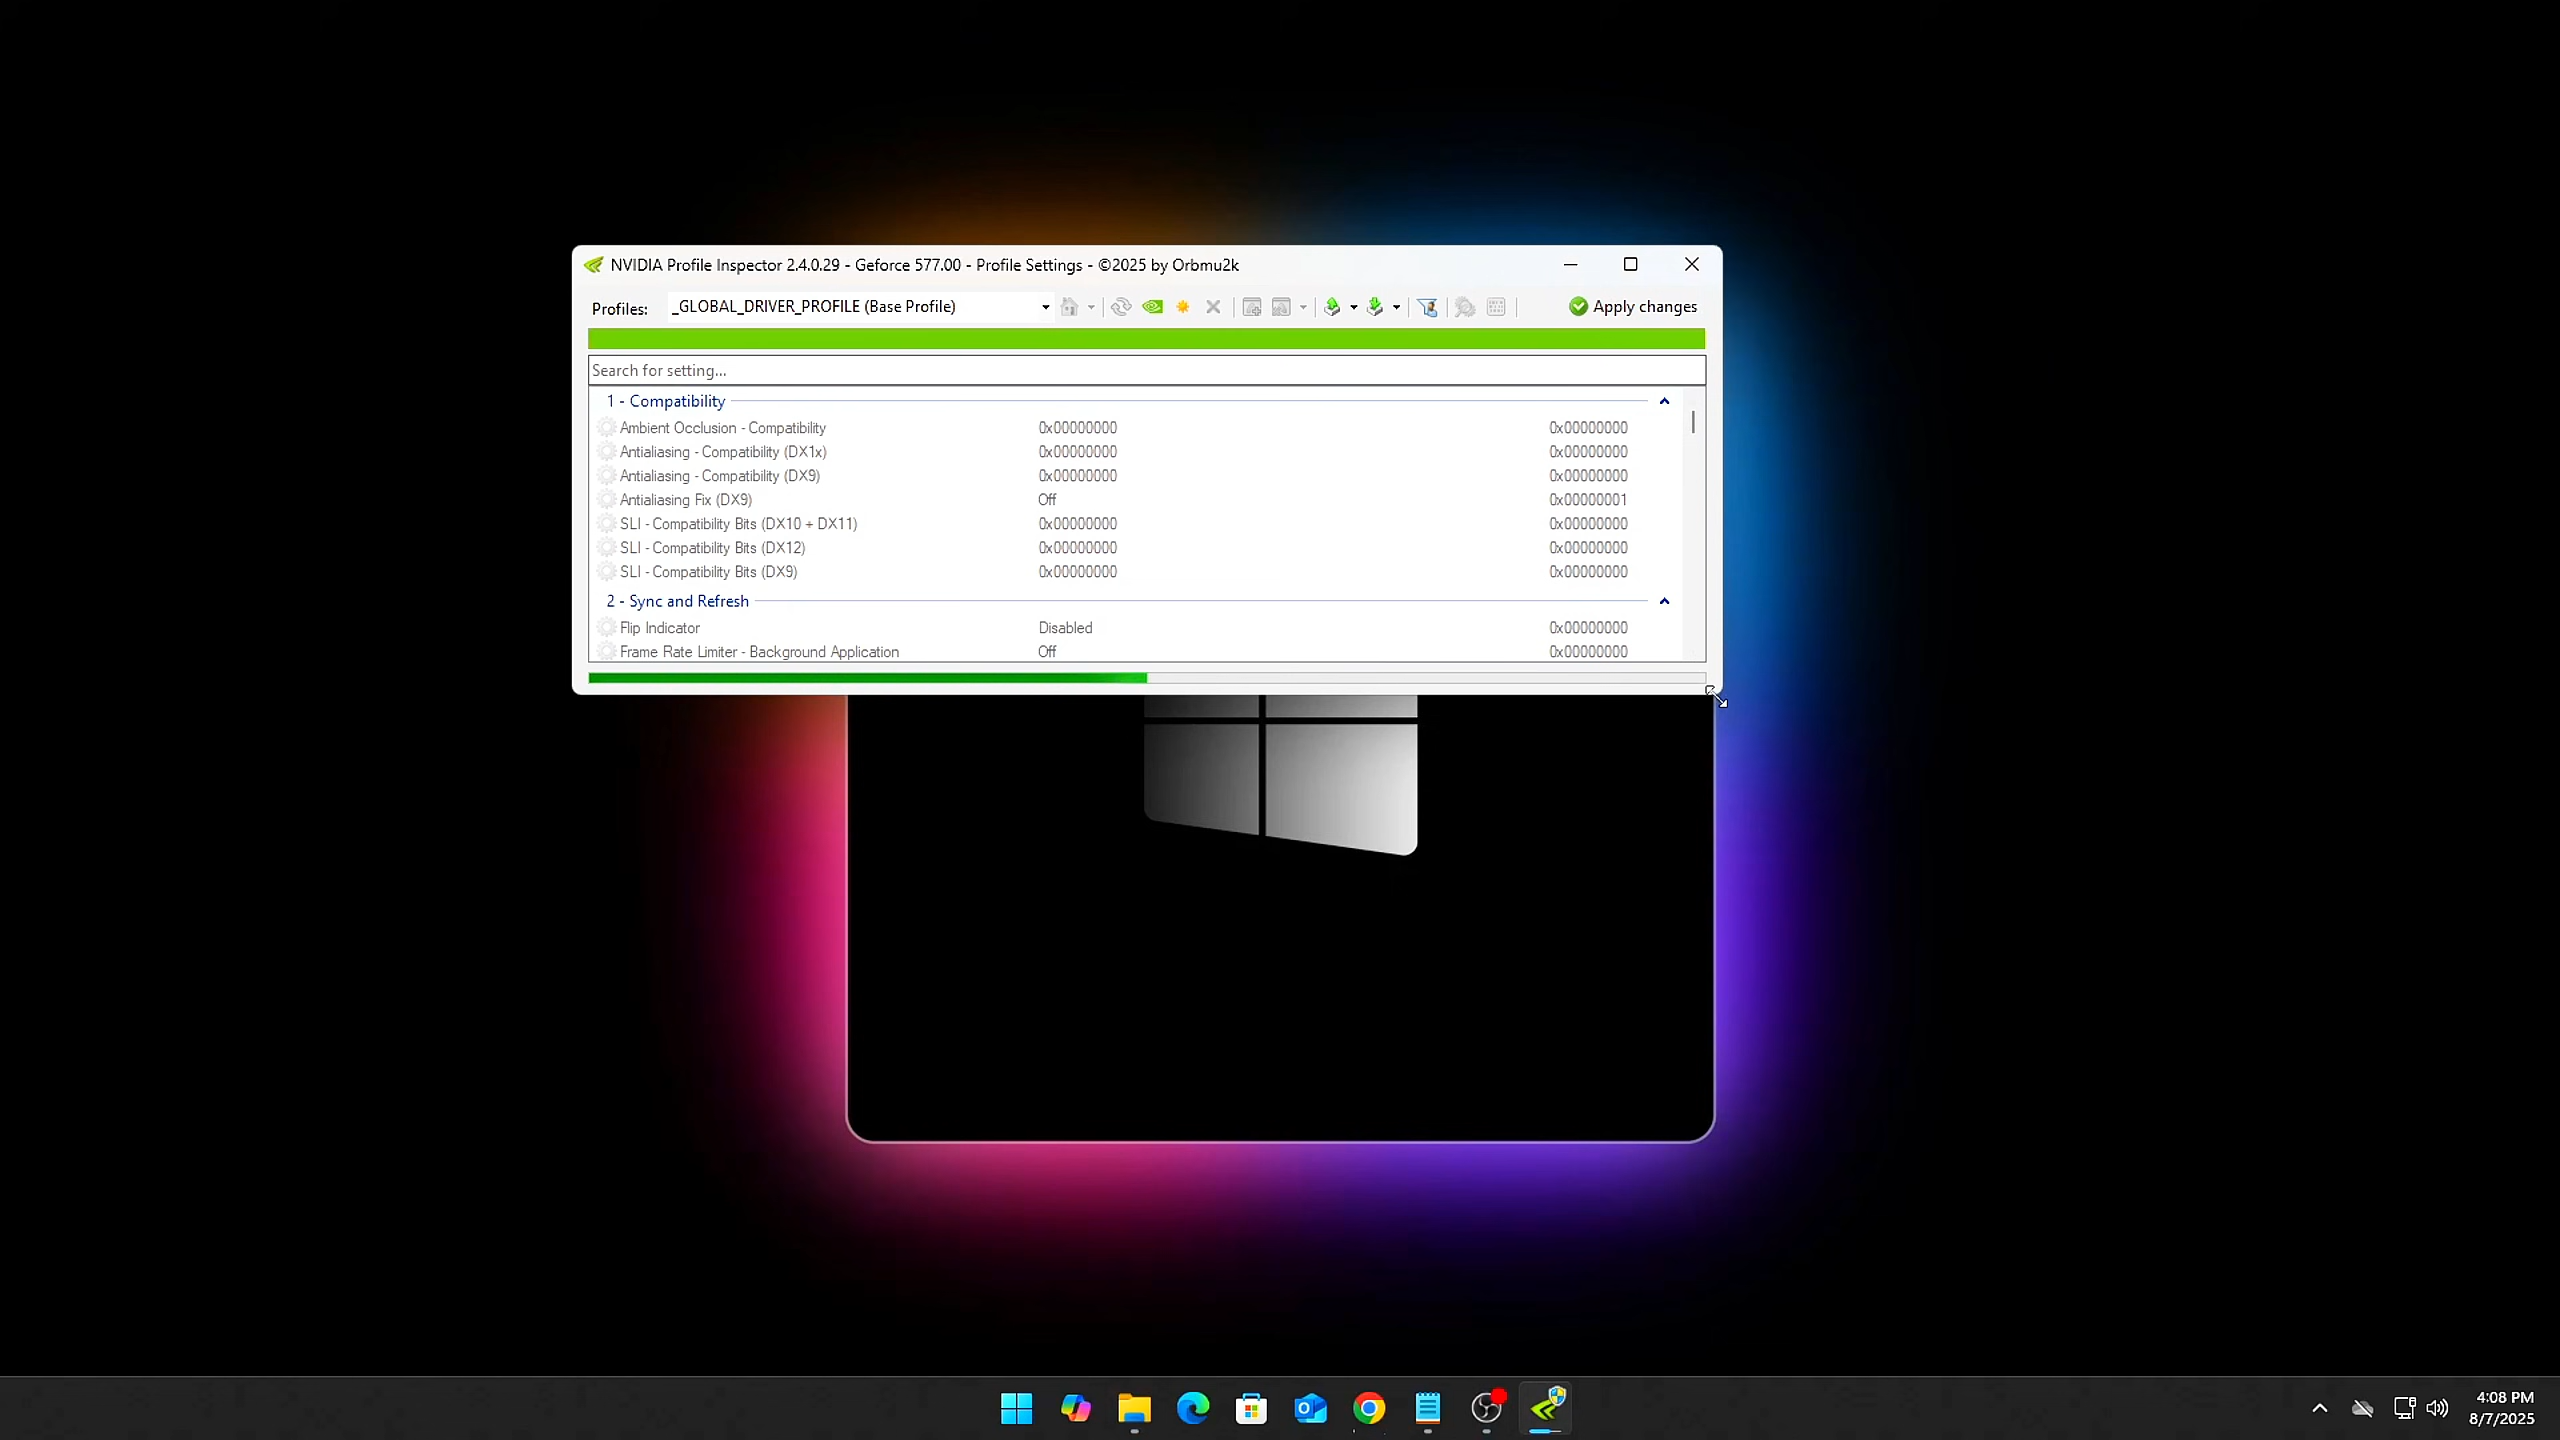 NVIDIA Profile Inspector 2.4.0.29 - Geforce 577.00 - Profile Settings - ©2025 by Orbmu2k
Profiles: _GLOBAL_DRIVER_PROFILE (Base Profile) Apply changes
Search for setting...
1 - Compatibility
Ambient Occlusion - Compatibility 0x00000000 0x00000000
Antialiasing - Compatibility (DX1x) 0x00000000 0x00000000
Antialiasing - Compatibility (DX9) 0x00000000 0x00000000
Antialiasing Fix (DX9) Off 0x00000001
SLI - Compatibility Bits (DX10 + DX11) 0x00000000 0x00000000
SLI - Compatibility Bits (DX12) 0x00000000 0x00000000
SLI - Compatibility Bits (DX9) 0x00000000 0x00000000
2 - Sync and Refresh
Flip Indicator Disabled 0x00000000
Frame Rate Limiter - Background Application Off 0x00000000
4:08 PM
8/7/2025